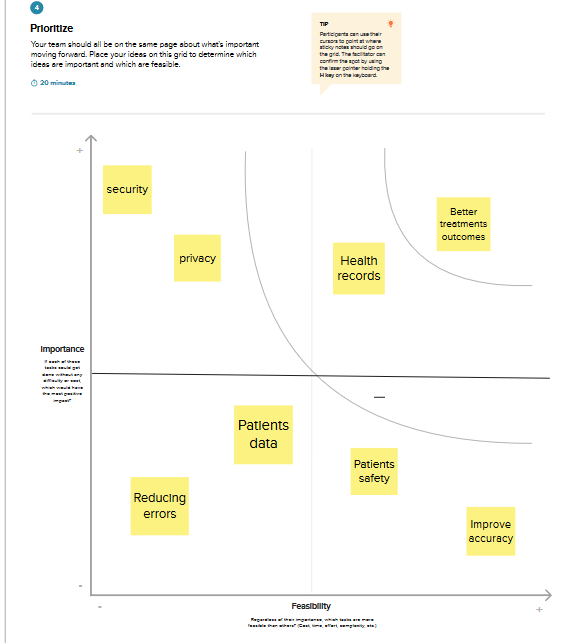 4
Prioritize
Your team should all be on the same page about what's important
moving forward. Place your ideas on this grid to determine which
ideas are important and which are feasible.
20 minutes
TIP
Participants can use their
cursors to point at where
sticky notes should go on
the grid. The facilitator can
confirm the spot by using
the laser pointer holding the
H key on the keyboard.
+
security
Better
treatments
outcomes
privacy
Health
records
Importance
If each of these
tasks could get
done without any
difficulty or cost,
which would have
the most positive
impact?
Patients
data
Patients
safety
Reducing
errors
Improve
accuracy
-
-
Feasibility
+
Regardless of their importance, which tasks are more
feasible than others? (Cost, time, effort, complexity, etc.)